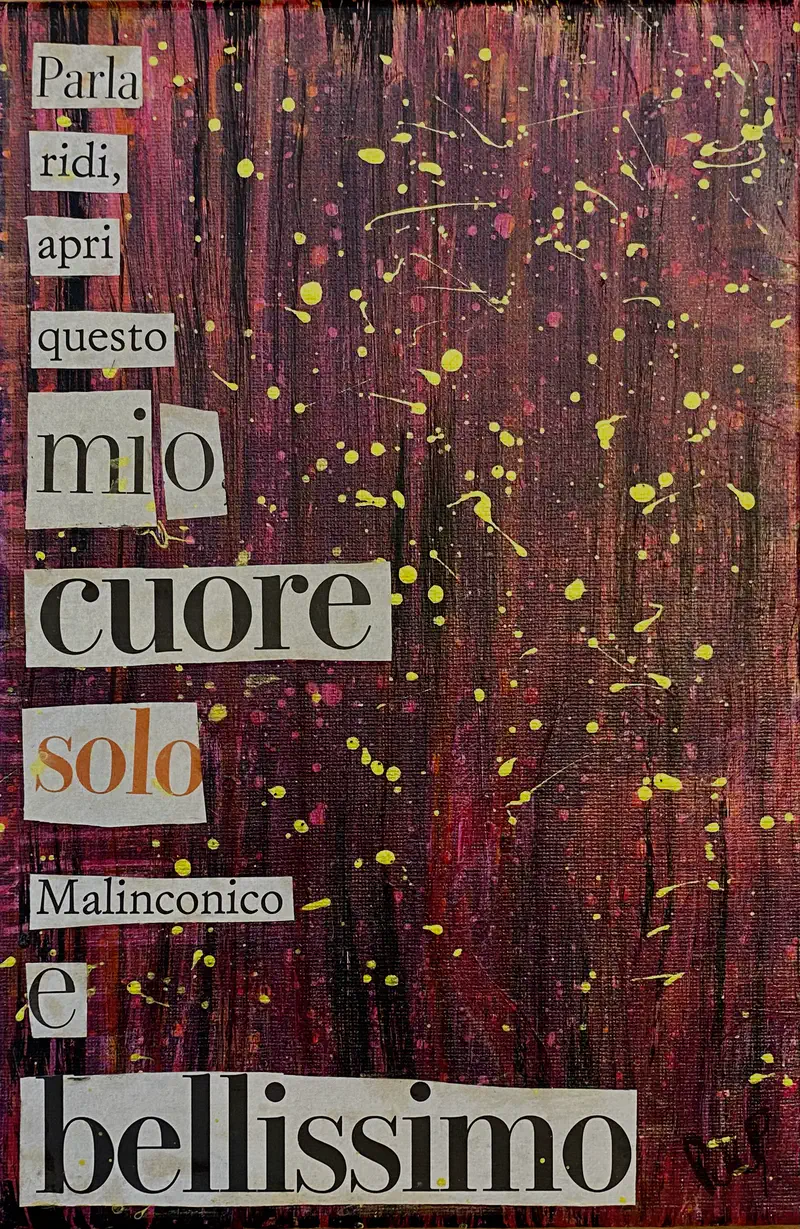 Parla
ridi,
apri
questo
mio
cuore
solo
Malinconico
e
bellissimo